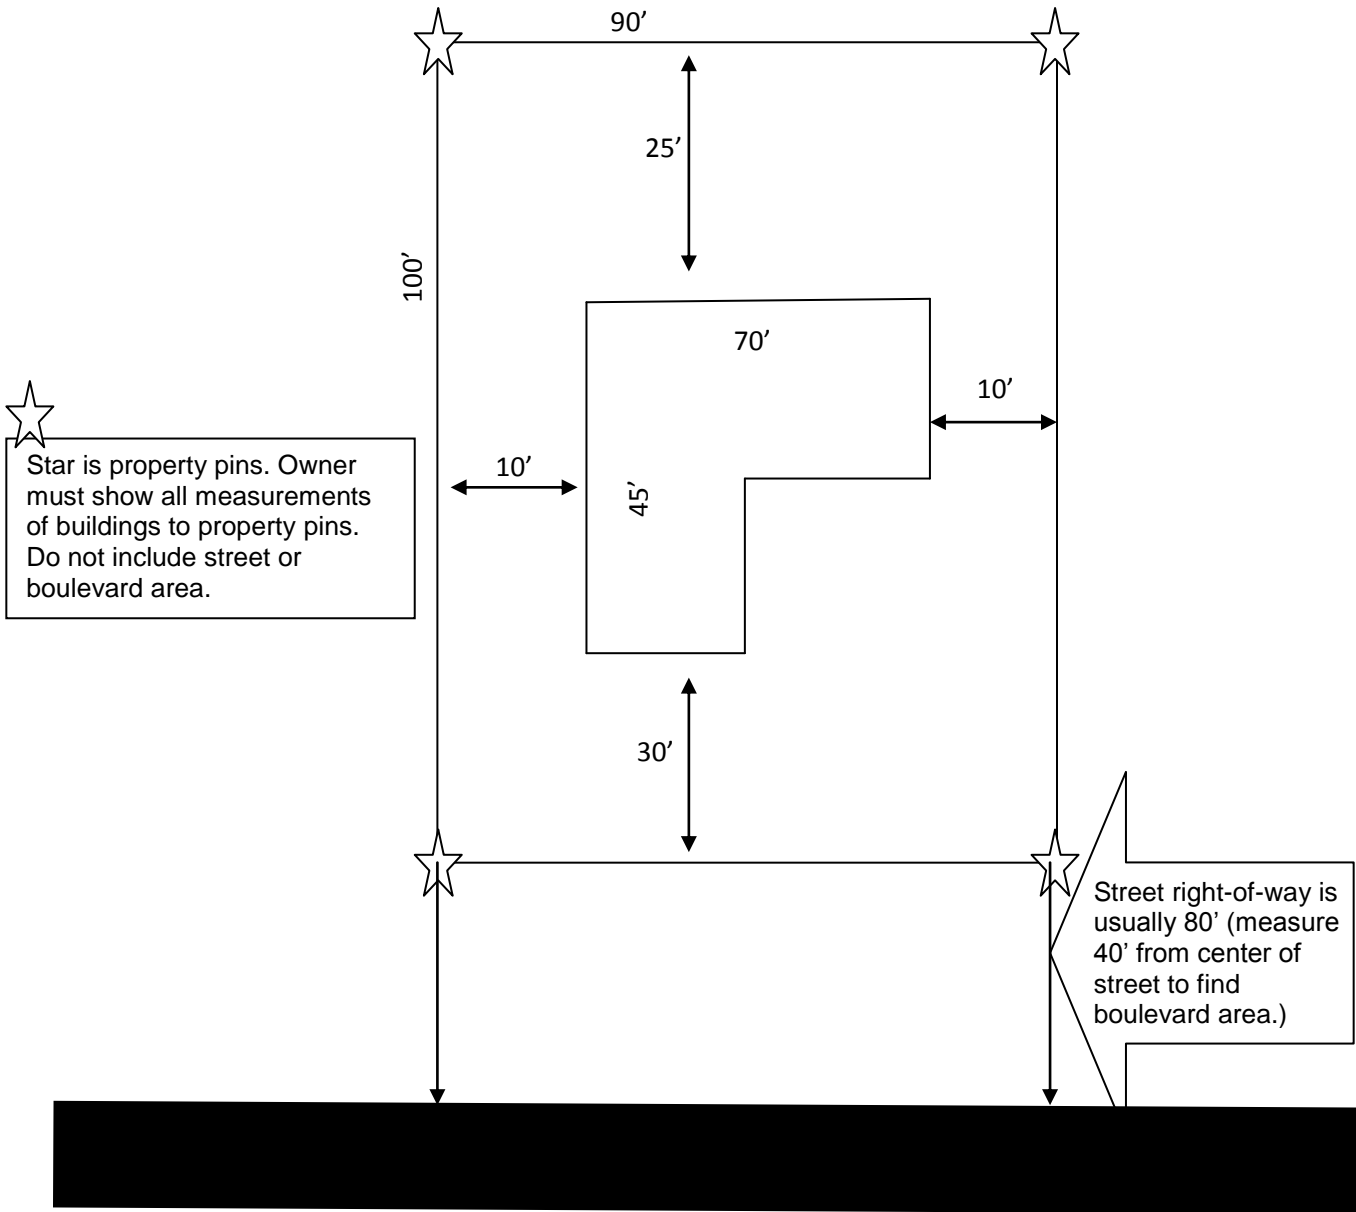 90’
25’
100’
70’
10’
10’
45’
Star is property pins. Owner
must show all measurements
of buildings to property pins.
Do not include street or
boulevard area.
30’
Street right-of-way is
usually 80’ (measure
40’ from center of
street to find
boulevard area.)